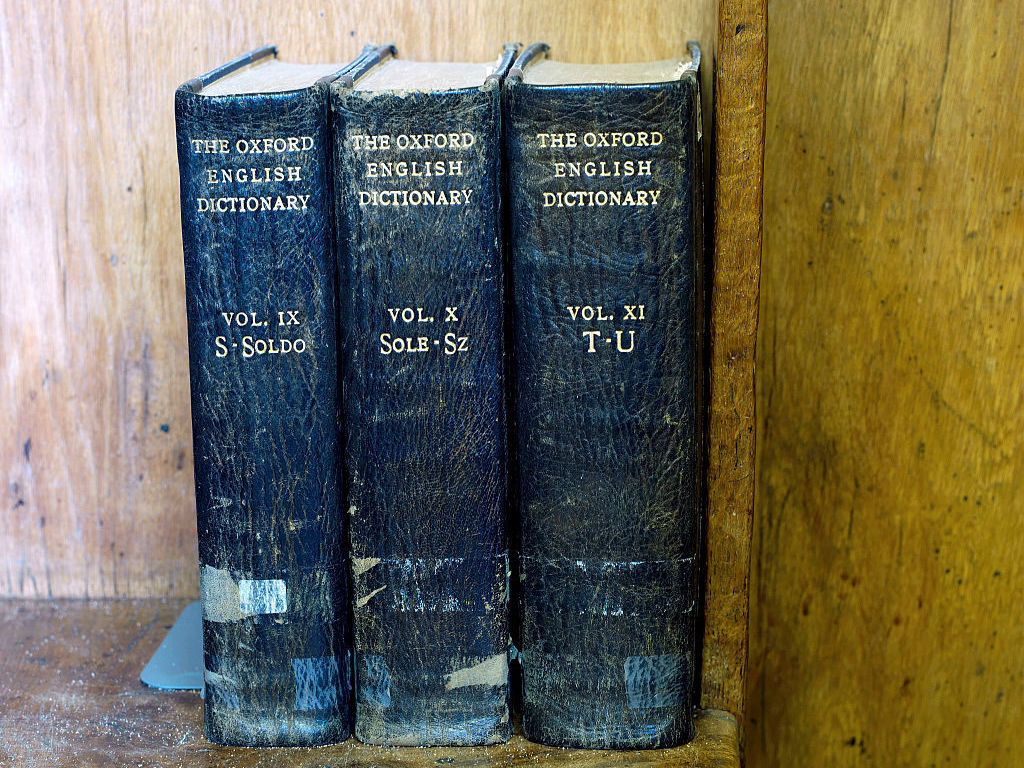 THE OXFORD
ENGLISH
DICTIONARY
VOL. IX
S-SOLDO
THE OXFORD
ENGLISH
DICTIONARY
VOL. X
SOLE-SZ
THE OXFORD
ENGLISH
DICTIONARY
VOL. XI
T-U